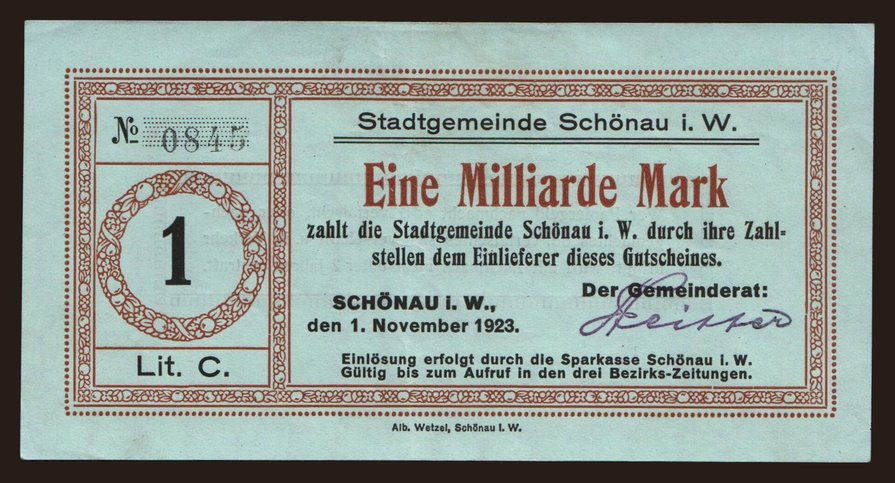 № 0845
Stadtgemeinde Schönau i. W.
Eine Milliarde Mark
zahlt die Stadtgemeinde Schönau i. W. durch ihre Zahl=
stellen dem Einlieferer dieses Gutscheines.
1
Lit. C.
SCHÖNAU i. W.,
den 1. November 1923.
Der Gemeinderat:
Einlösung erfolgt durch die Sparkasse Schönau i. W.
Gültig bis zum Aufruf in den drei Bezirks-Zeitungen.
Alb. Wetzel, Schönau i. W.